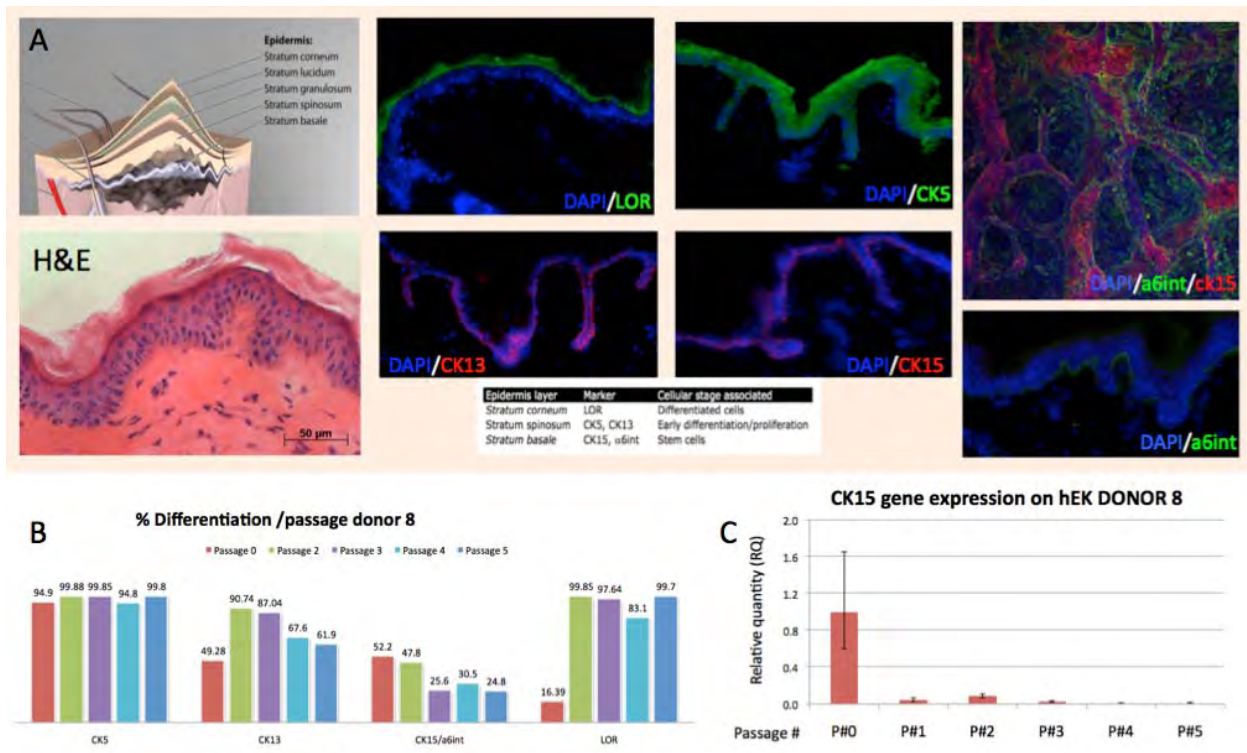 A
Epidermis:
Stratum corneum
Stratum lucidum
Stratum granulosum
Stratum spinosum
Stratum basale
DAPI/LOR
DAPI/CK5
DAPI/a6int/ck15
H&E
50 µm
DAPI/CK13
DAPI/CK15
DAPI/a6int
Epidermis layer Marker Cellular stage associated
Stratum corneum LOR Differentiated cells
Stratum spinosum CK5, CK13 Early differentiation/proliferation
Stratum basale CK15, α6int Stem cells
B
% Differentiation /passage donor 8
Passage 0 Passage 2 Passage 3 Passage 4 Passage 5
94.9 99.88 99.85 94.8 99.8
49.28 90.74 87.04 67.6 61.9
52.2 47.8 25.6 30.5 24.8
16.39 99.85 97.64 83.1 99.7
CK5 CK13 CK15/a6int LOR
C
CK15 gene expression on hEK DONOR 8
Relative quantity (RQ)
2.0
1.6
1.2
0.8
0.4
0.0
Passage # P#0 P#1 P#2 P#3 P#4 P#5